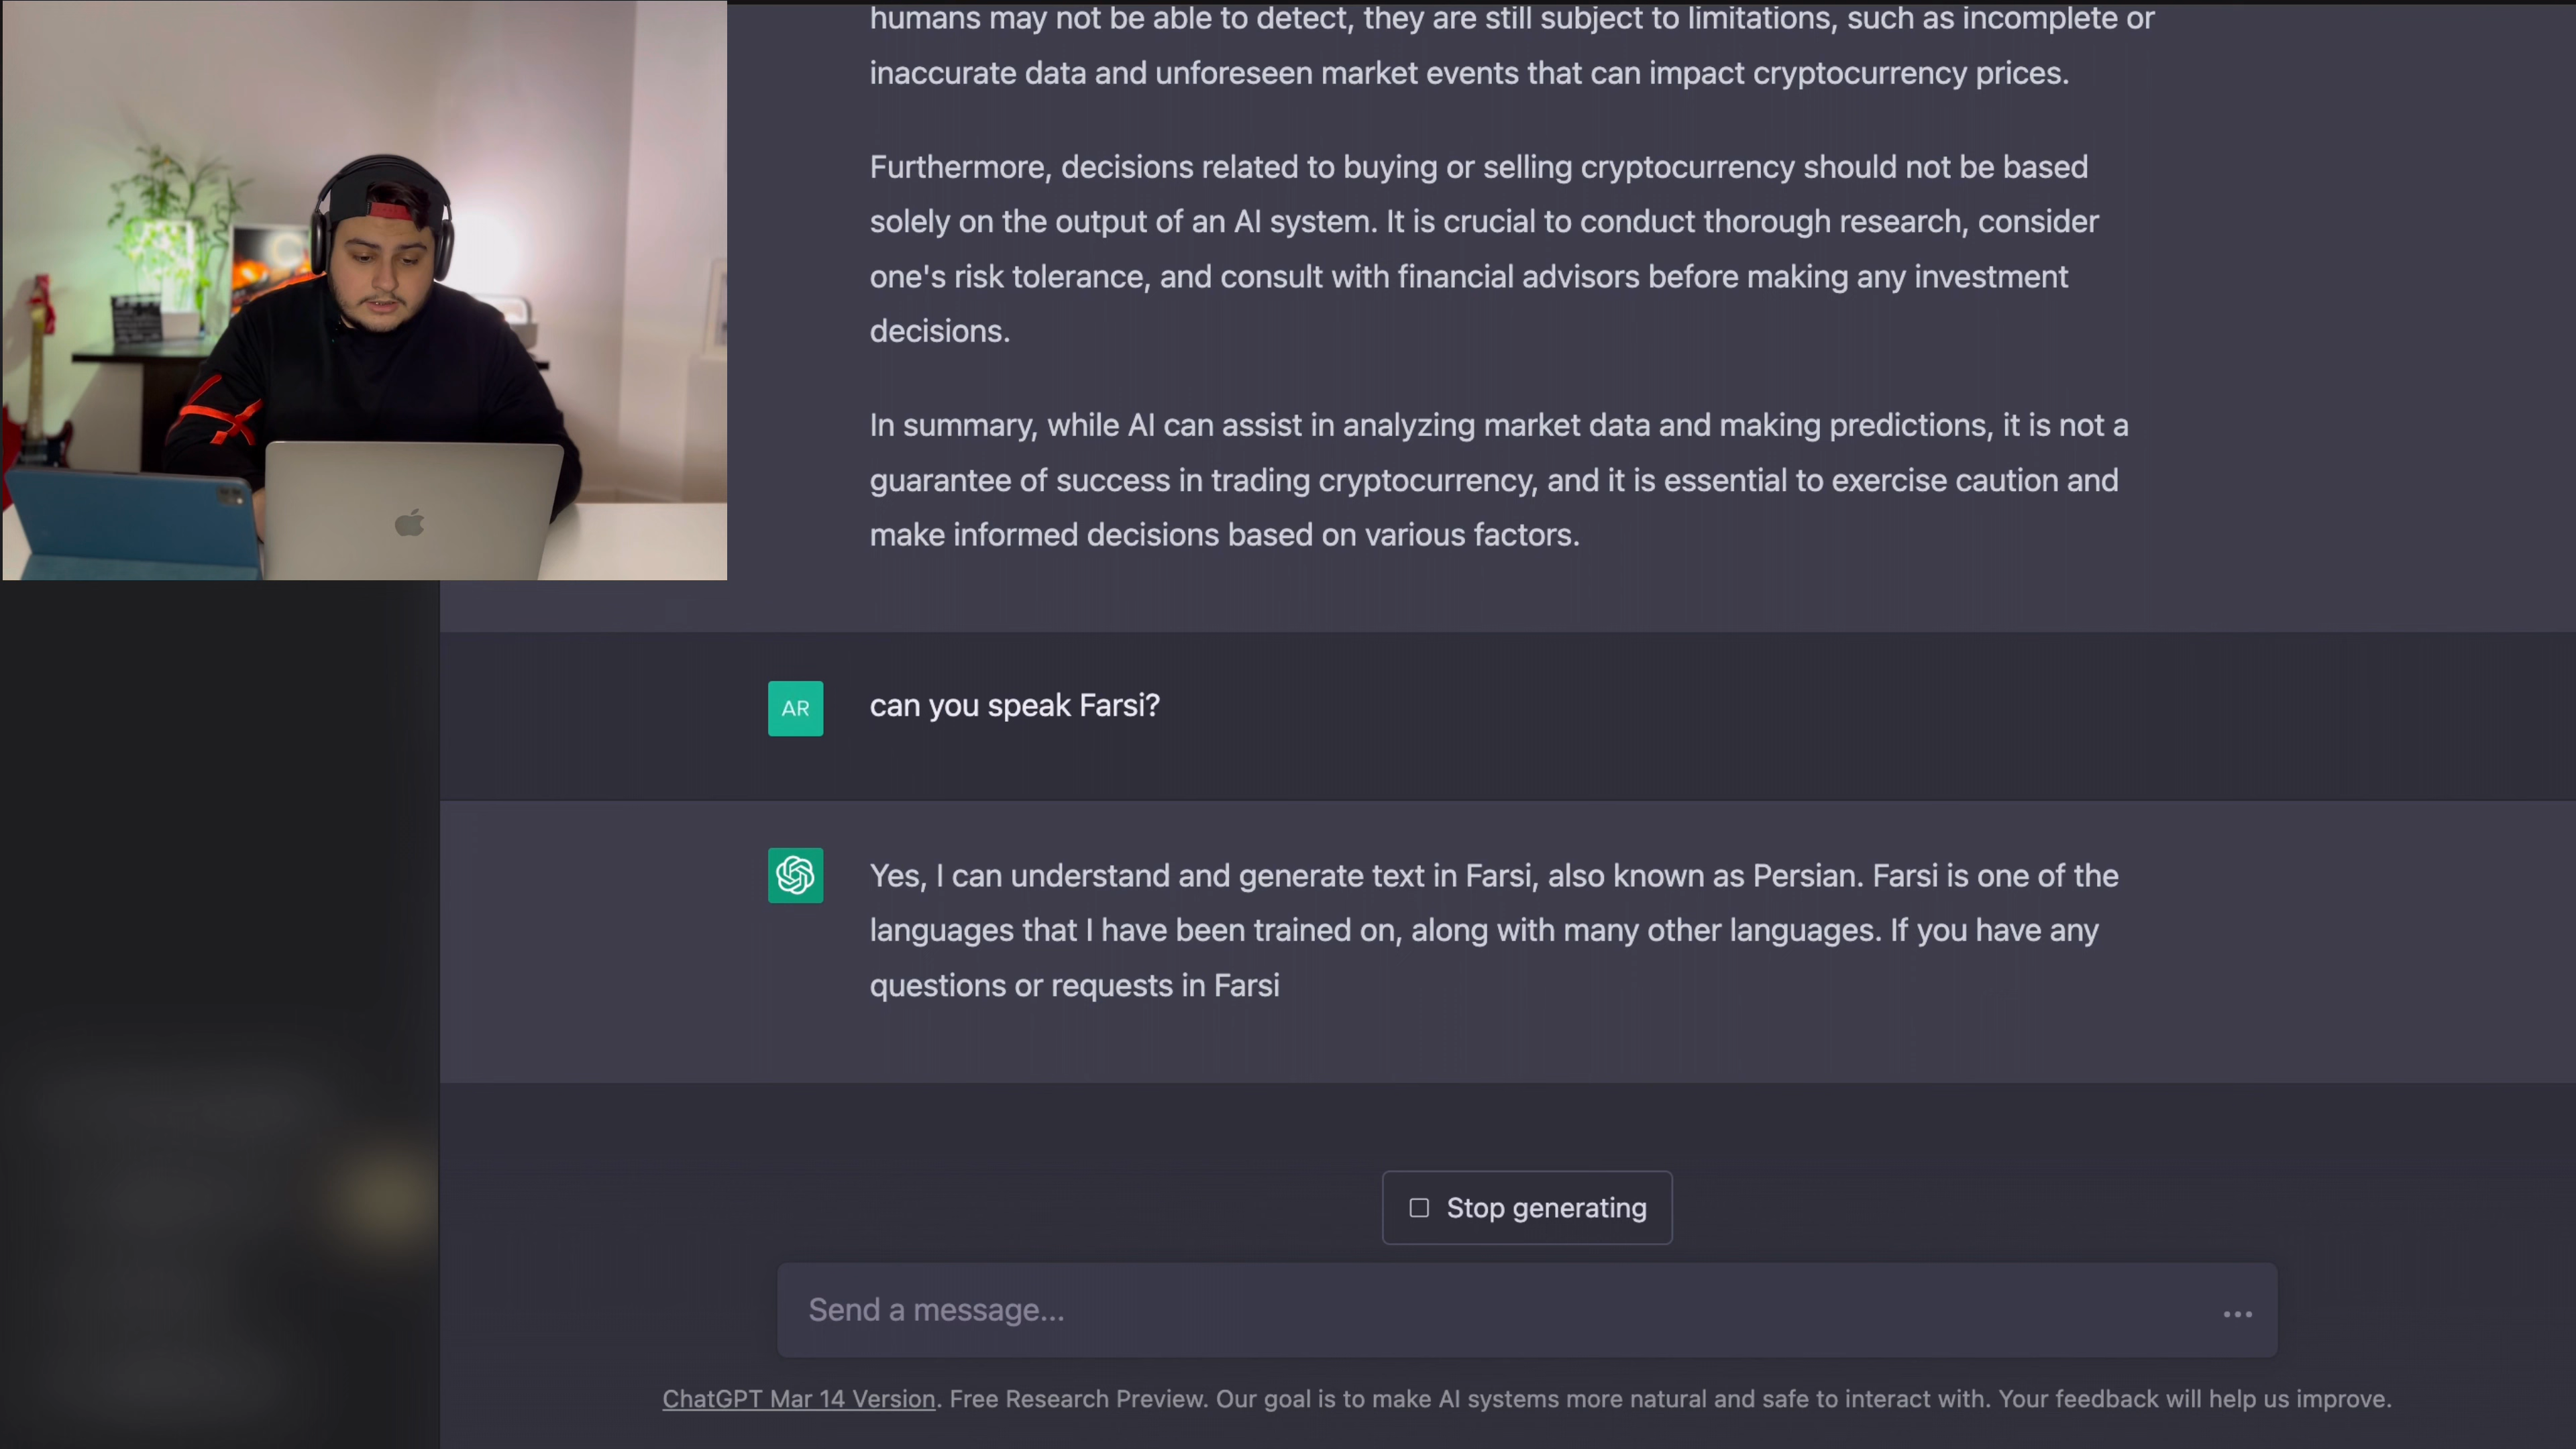 humans may not be able to detect, they are still subject to limitations, such as incomplete or
inaccurate data and unforeseen market events that can impact cryptocurrency prices.
Furthermore, decisions related to buying or selling cryptocurrency should not be based
solely on the output of an AI system. It is crucial to conduct thorough research, consider
one's risk tolerance, and consult with financial advisors before making any investment
decisions.
In summary, while AI can assist in analyzing market data and making predictions, it is not a
guarantee of success in trading cryptocurrency, and it is essential to exercise caution and
make informed decisions based on various factors.
AR
can you speak Farsi?
Yes, I can understand and generate text in Farsi, also known as Persian. Farsi is one of the
languages that I have been trained on, along with many other languages. If you have any
questions or requests in Farsi
Stop generating
Send a message...
ChatGPT Mar 14 Version. Free Research Preview. Our goal is to make AI systems more natural and safe to interact with. Your feedback will help us improve.